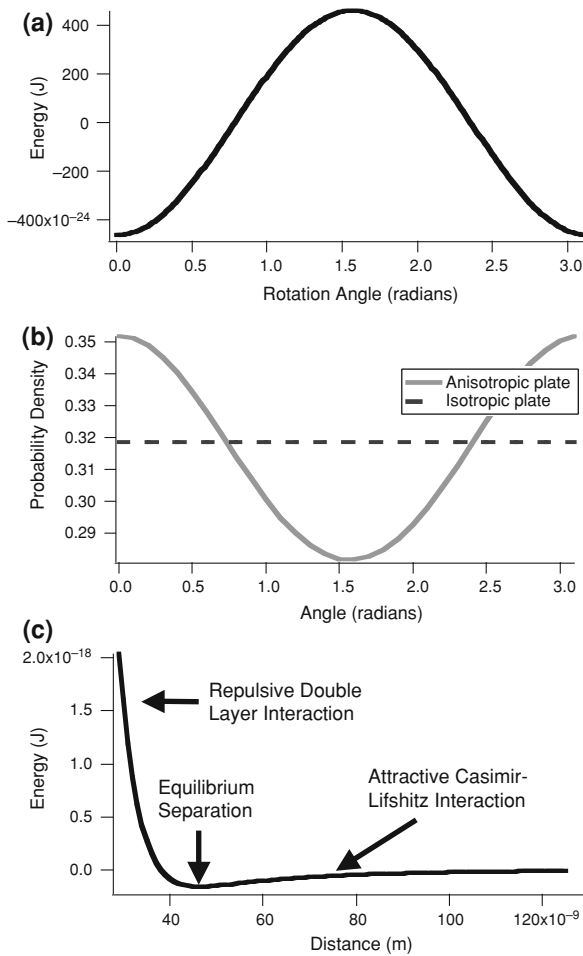 (a)
400
200
0
−200
−400x10⁻²⁴
Energy (J)
0.0 0.5 1.0 1.5 2.0 2.5 3.0
Rotation Angle (radians)
(b)
0.35
0.34
0.33
0.32
0.31
0.30
0.29
Probability Density
Anisotropic plate
Isotropic plate
0.0 0.5 1.0 1.5 2.0 2.5 3.0
Angle (radians)
(c)
2.0x10⁻¹⁸
1.5
1.0
0.5
0.0
Energy (J)
Repulsive Double
Layer Interaction
Equilibrium
Separation
Attractive Casimir-
Lifshitz Interaction
40 60 80 100 120x10⁻⁹
Distance (m)